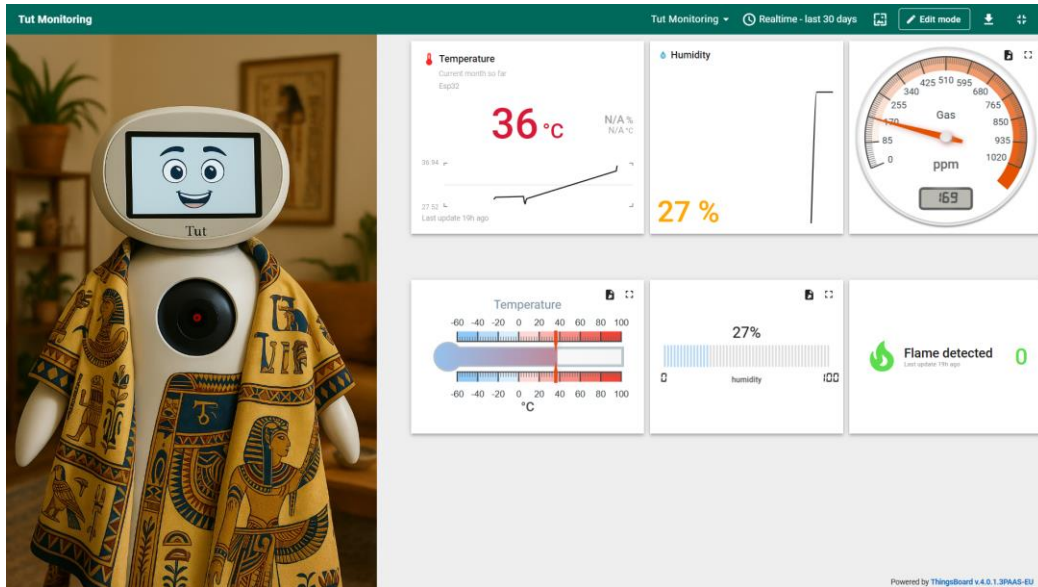 Tut Monitoring
Tut Monitoring
Realtime - last 30 days
Edit mode
Tut
Temperature
Current month so far
Esp32
36 °C
N/A %
N/A °C
36.94
27.52
Last update 19h ago
Humidity
27 %
0
85
170
255
340
425
510
595
680
765
850
935
1020
Gas
ppm
169
Temperature
-60 -40 -20 0 20 40 60 80 100
-60 -40 -20 0 20 40 60 80 100
°C
27%
0
humidity
100
Flame detected
Last update 19h ago
0
Powered by ThingsBoard v.4.0.1.3PAAS-EU